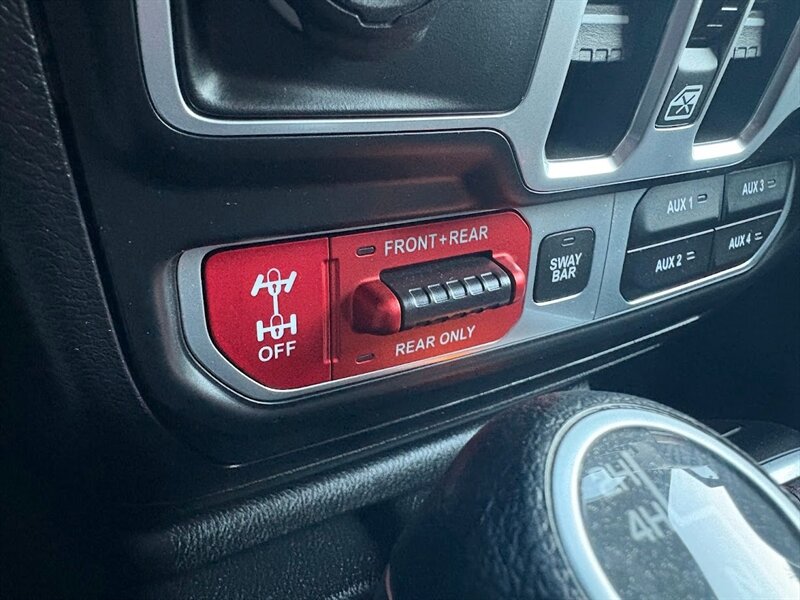 FRONT+REAR
OFF
REAR ONLY
SWAY
BAR
AUX 1
AUX 2
AUX 3
AUX 4
4H